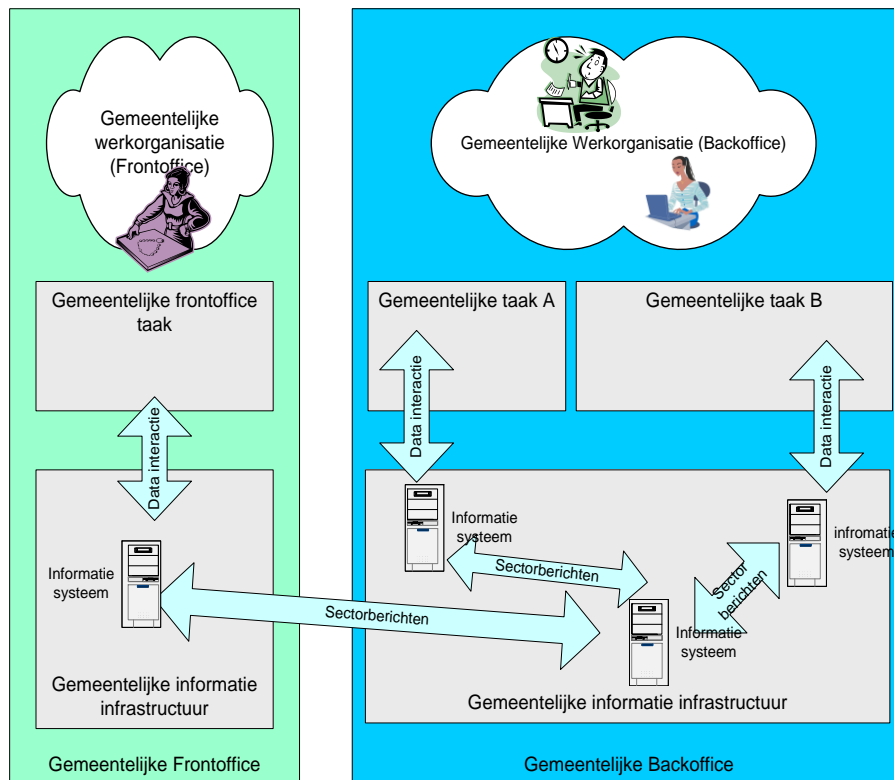 Gemeentelijke
werkorganisatie
(Frontoffice)
Gemeentelijke frontoffice
taak
Data interactie
Informatie
systeem
Gemeentelijke informatie
infrastructuur
Gemeentelijke Frontoffice
Gemeentelijke Werkorganisatie (Backoffice)
Gemeentelijke taak A
Gemeentelijke taak B
Data interactie
Data interactie
Informatie
systeem
infromatie
systeem
Sectorberichten
Sector
berichten
Sectorberichten
Informatie
systeem
Gemeentelijke informatie infrastructuur
Gemeentelijke Backoffice